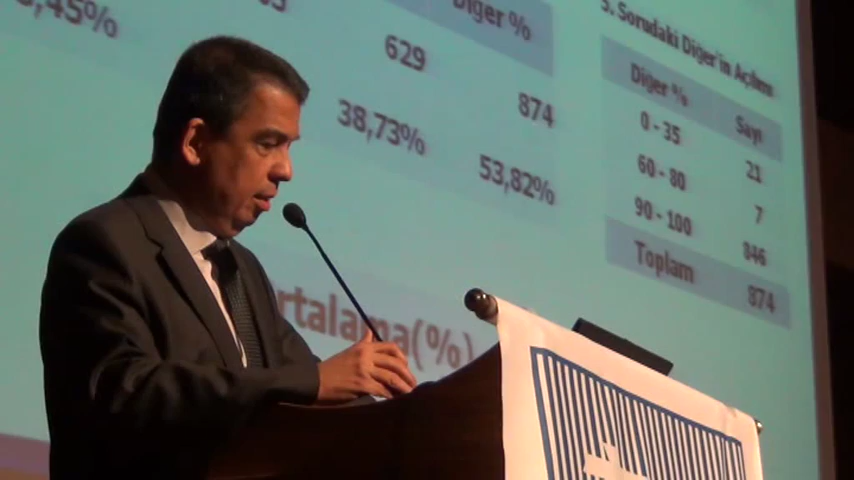 ,45%
Diğer %
629
874
38,73%
53,82%
ortalama(%)
5. Sorudaki Diğer'in Açılımı
Diğer % Sayı
0 - 35 21
60 - 80 7
90 - 100 846
Toplam 874